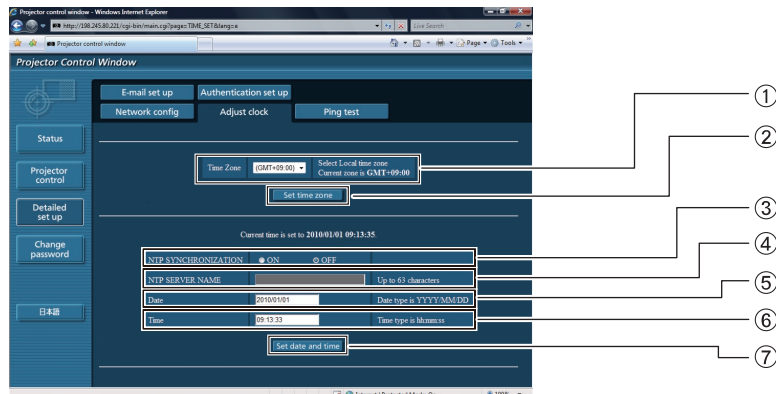 Projector control window - Windows Internet Explorer
http://198.245.80.221/cgi-bin/main.cgi?page=TIME_SET&lang=e
Live Search
Projector control window
Page
Tools
Projector Control Window
E-mail set up
Authentication set up
Network config
Adjust clock
Ping test
Status
Projector control
Detailed set up
Change password
日本語
Time Zone
(GMT+09:00)
Select Local time zone
Current zone is GMT+09:00
Set time zone
Current time is set to 2010/01/01 09:13:35.
NTP SYNCHRONIZATION ON OFF
NTP SERVER NAME Up to 63 characters
Date 2010/01/01 Date type is YYYY/MM/DD
Time 09:13:33 Time type is hh:mm:ss
Set date and time
100%
①
②
③
④
⑤
⑥
⑦